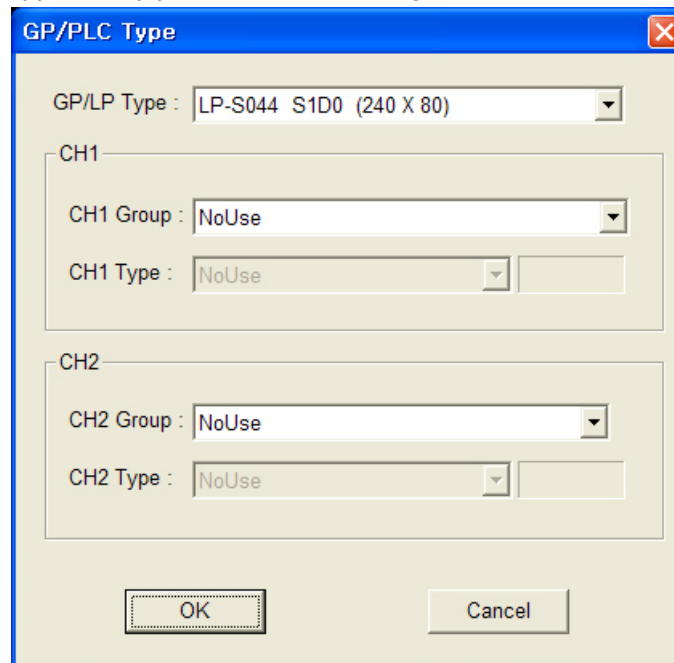 GP/PLC Type
GP/LP Type : LP-S044 S1D0 (240 X 80)
CH1
CH1 Group : NoUse
CH1 Type : NoUse
CH2
CH2 Group : NoUse
CH2 Type : NoUse
OK Cancel